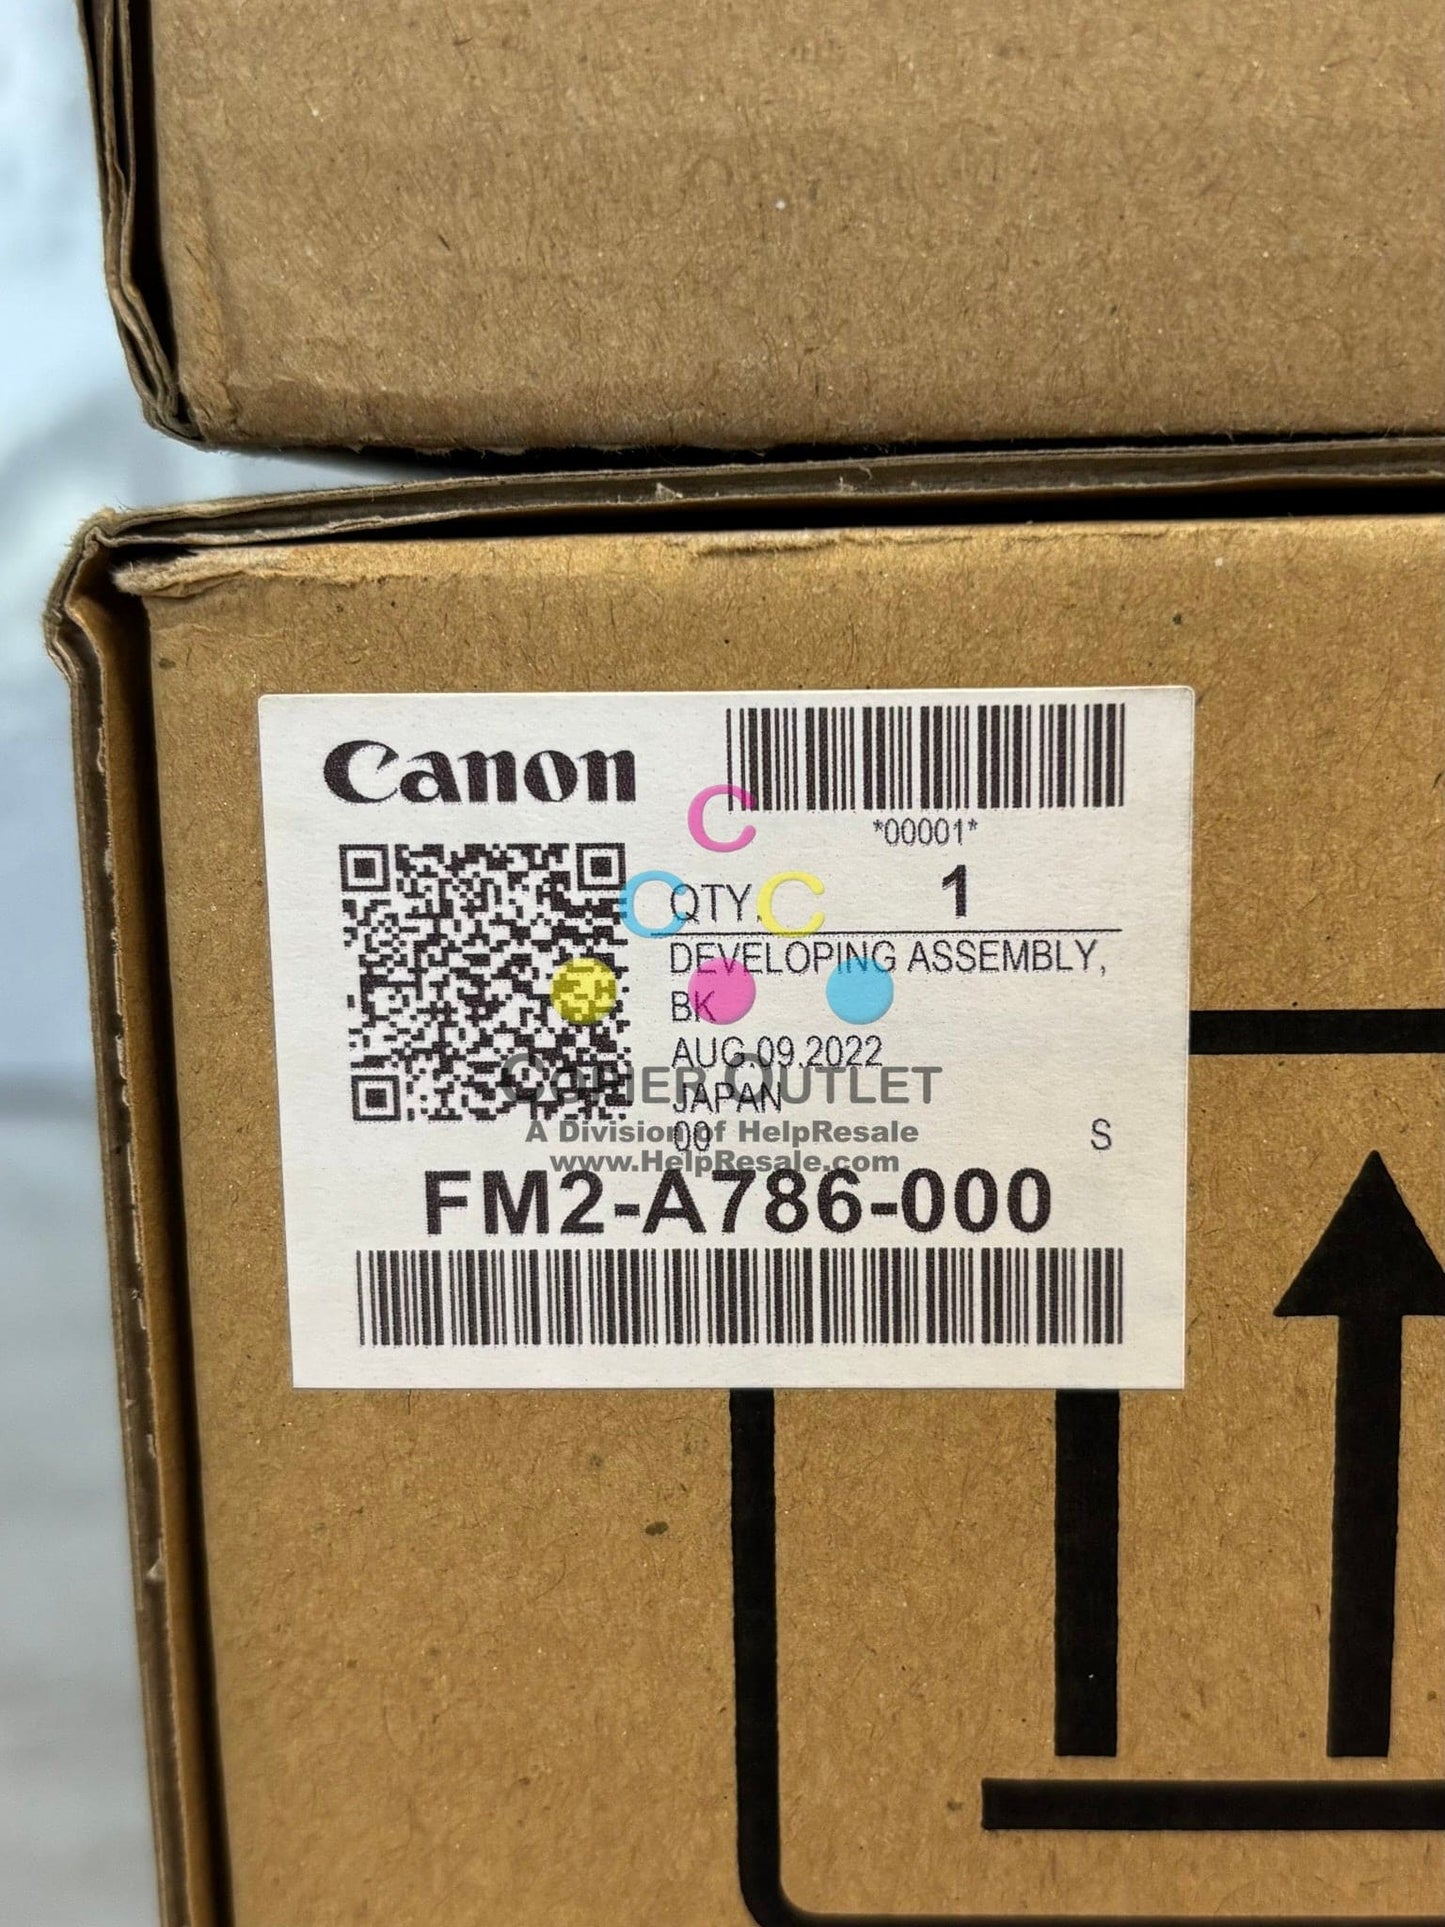 Canon
*00001*
QTY. 1
DEVELOPING ASSEMBLY,
BK
AUG.09.2022
JAPAN
00 S
FM2-A786-000
C
C C
COPIER OUTLET
A Division of HelpResale
www.HelpResale.com